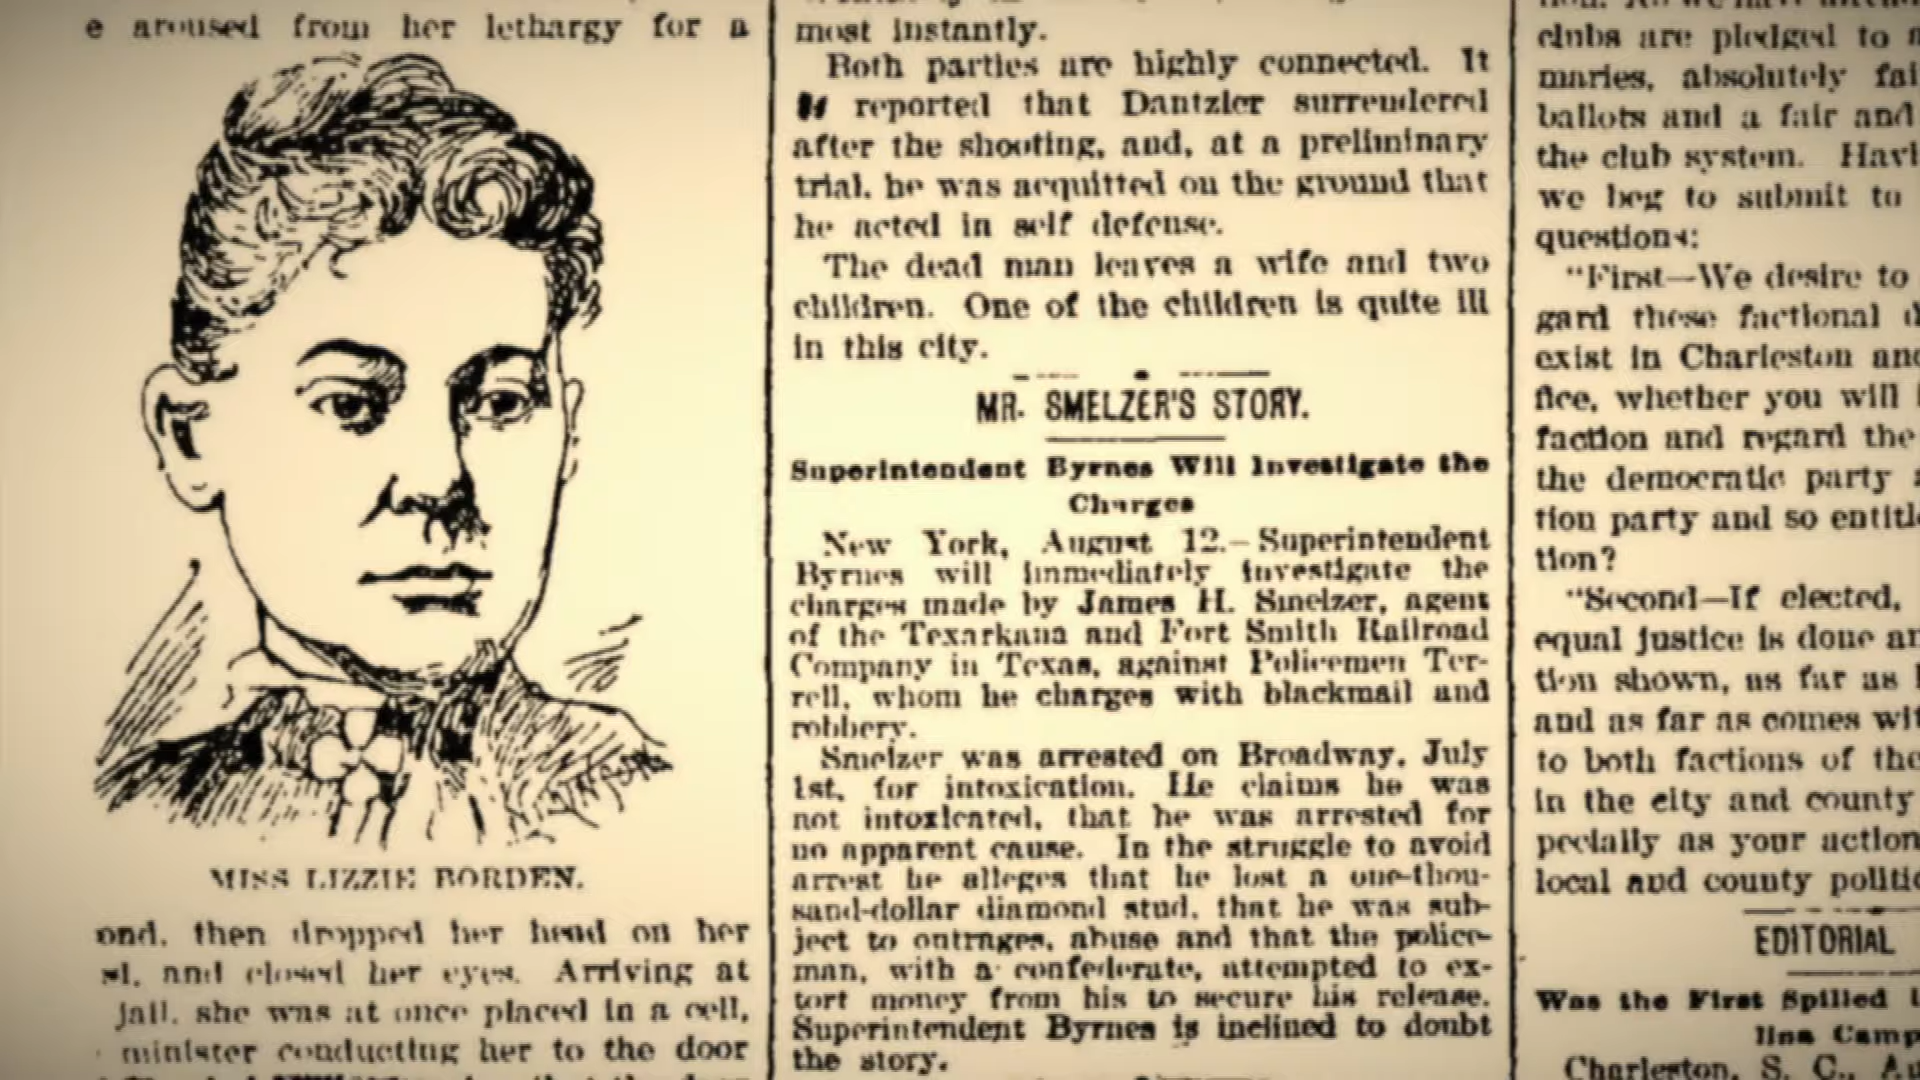 e aroused from her lethargy for a
MISS LIZZIE BORDEN.
ond, then dropped her head on her
st, and closed her eyes. Arriving at
jail, she was at once placed in a cell,
minister conducting her to the door
most instantly.
Both parties are highly connected. It
is reported that Dantzler surrendered
after the shooting, and, at a preliminary
trial, he was acquitted on the ground that
he acted in self defense.
The dead man leaves a wife and two
children. One of the children is quite ill
in this city.
MR. SMELZER'S STORY.
Superintendent Byrnes Will Investigate the
Charges
New York, August 12.—Superintendent
Byrnes will immediately investigate the
charges made by James H. Smelzer, agent
of the Texarkana and Fort Smith Railroad
Company in Texas, against Policemen Ter-
rell, whom he charges with blackmail and
robbery.
Smelzer was arrested on Broadway, July
1st, for intoxication. He claims he was
not intoxicated, that he was arrested for
no apparent cause. In the struggle to avoid
arrest he alleges that he lost a one-thou-
sand-dollar diamond stud, that he was sub-
ject to outrages, abuse and that the police-
man, with a confederate, attempted to ex-
tort money from his to secure his release.
Superintendent Byrnes is inclined to doubt
the story.
clubs are pledged to a
maries, absolutely fai
ballots and a fair and
the club system. Havi
we beg to submit to
questions:
"First—We desire to
gard these factional d
exist in Charleston and
fice, whether you will
faction and regard the
the democratic party a
tion party and so entitl
tion?
"Second—If elected,
equal justice is done an
tion shown, as far as
and as far as comes wit
to both factions of the
in the city and county
pecially as your action
local and county politic
EDITORIAL
Was the First Spilled i
lina Camp
Charleston, S. C., Au